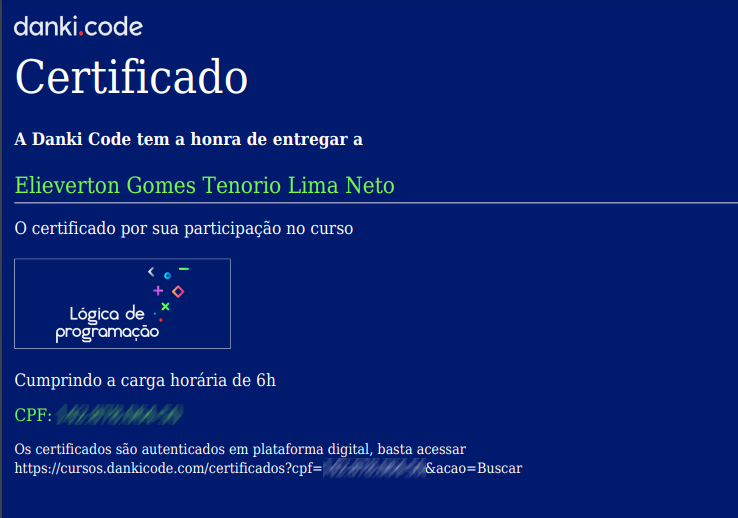 danki.code
Certificado
A Danki Code tem a honra de entregar a
Elieverton Gomes Tenorio Lima Neto
O certificado por sua participação no curso
Lógica de
programação
Cumprindo a carga horária de 6h
CPF:
Os certificados são autenticados em plataforma digital, basta acessar
https://cursos.dankicode.com/certificados?cpf= &acao=Buscar